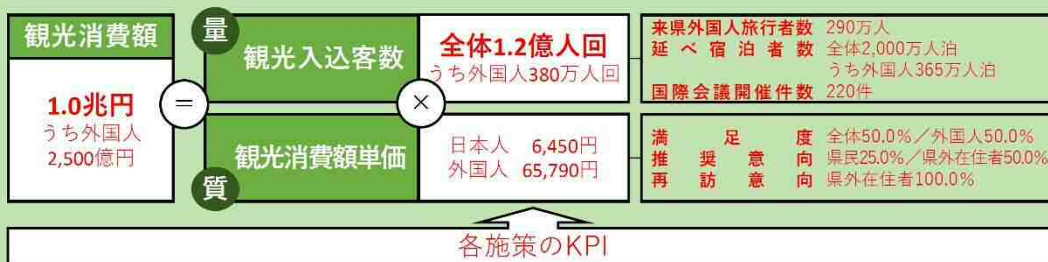 観光消費額
1.0兆円
うち外国人
2,500億円
＝
量
観光入込客数
全体1.2億人回
うち外国人380万人回
×
質
観光消費額単価
日本人 6,450円
外国人 65,790円
来県外国人旅行者数 290万人
延べ宿泊者数 全体2,000万人泊
うち外国人365万人泊
国際会議開催件数 220件
満足度 全体50.0%／外国人50.0%
推奨意向 県民25.0%／県外在住者50.0%
再訪意向 県外在住者100.0%
各施策のKPI